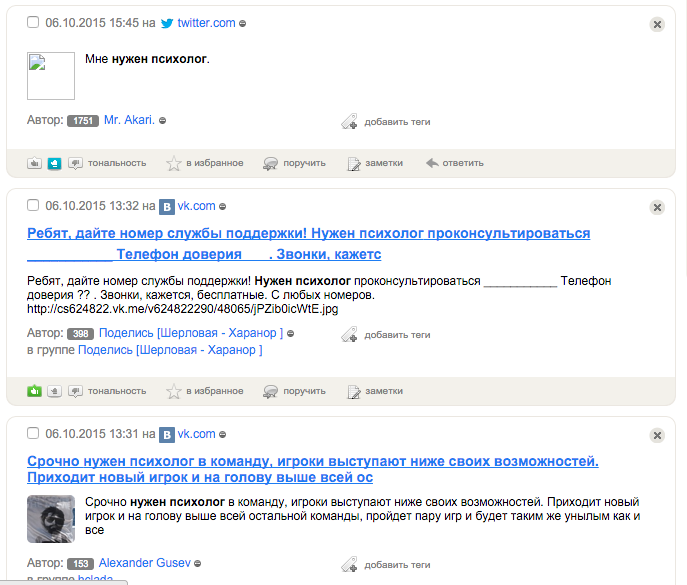 06.10.2015 15:45 на twitter.com
Мне нужен психолог.
Автор: 1751 Mr. Akari.
добавить теги
тональность в избранное поручить заметки ответить
06.10.2015 13:32 на B vk.com
Ребят, дайте номер службы поддержки! Нужен психолог проконсультироваться
___________ Телефон доверия ___ . Звонки, кажетс
Ребят, дайте номер службы поддержки! Нужен психолог проконсультироваться ___________ Телефон
доверия ?? . Звонки, кажется, бесплатные. С любых номеров.
http://cs624822.vk.me/v624822290/48065/jPZib0icWtE.jpg
Автор: 398 Поделись [Шерловая - Харанор ]
добавить теги
в группе Поделись [Шерловая - Харанор ]
тональность в избранное поручить заметки
06.10.2015 13:31 на B vk.com
Срочно нужен психолог в команду, игроки выступают ниже своих возможностей.
Приходит новый игрок и на голову выше всей ос
Срочно нужен психолог в команду, игроки выступают ниже своих возможностей. Приходит новый
игрок и на голову выше всей остальной команды, пройдет пару игр и будет таким же унылым как и
все
Автор: 153 Alexander Gusev
добавить теги
в группе